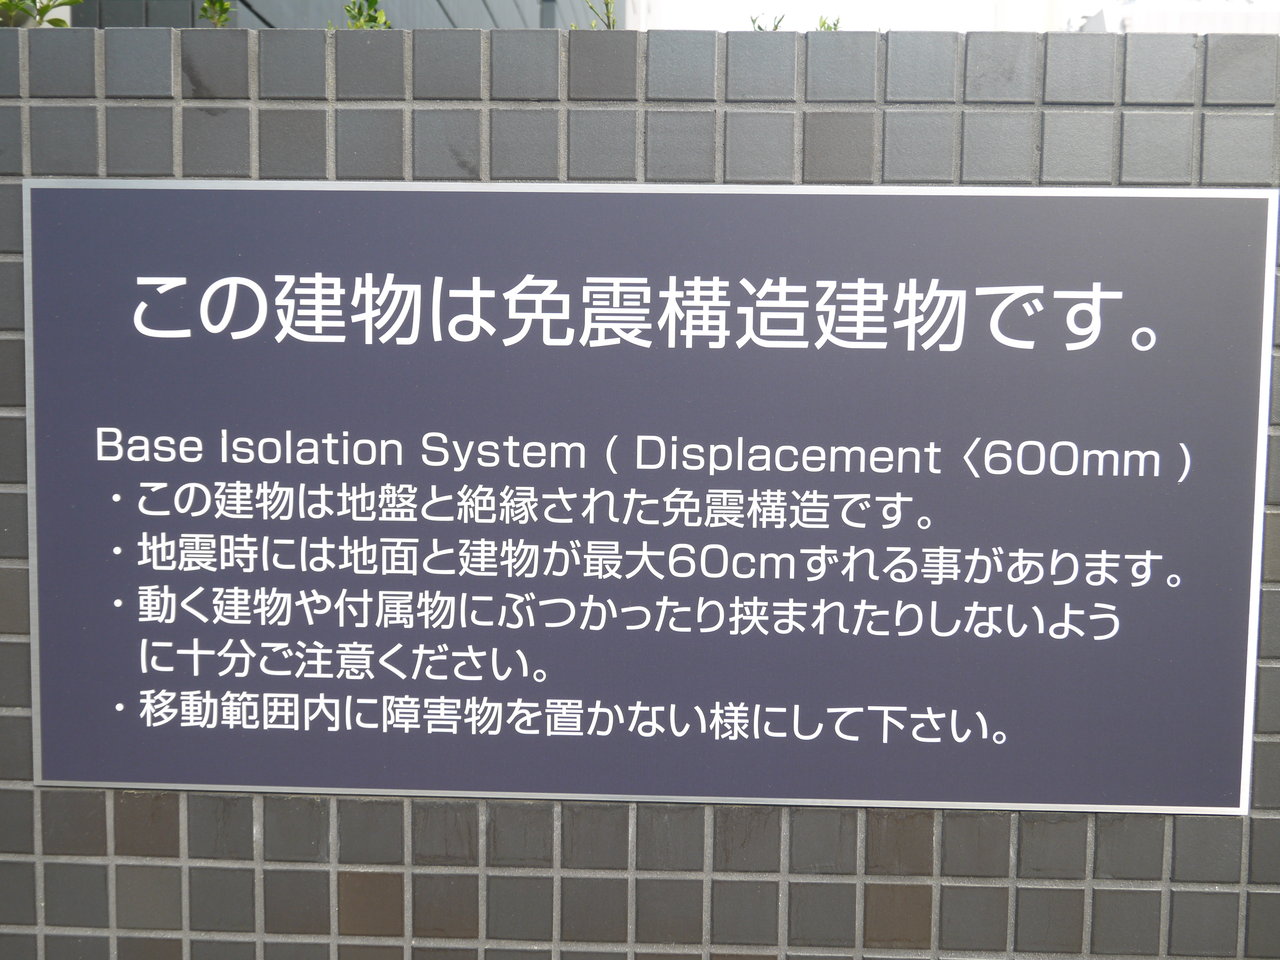 この建物は免震構造建物です。
Base Isolation System ( Displacement〈600mm )
・この建物は地盤と絶縁された免震構造です。
・地震時には地面と建物が最大60cmずれる事があります。
・動く建物や付属物にぶつかったり挟まれたりしないよう
に十分ご注意ください。
・移動範囲内に障害物を置かない様にして下さい。